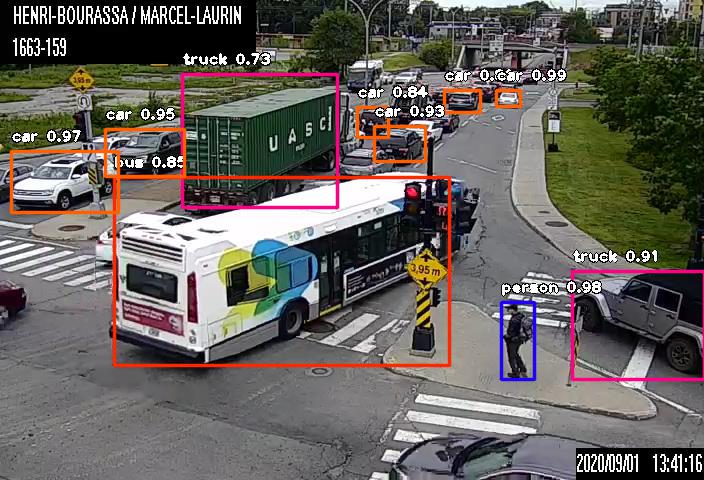 HENRI-BOURASSA / MARCEL-LAURIN
1663-159
truck 0.73
car 0.99
car 0.84
car 0.93
car 0.95
car 0.97
bus 0.85
UASC
3,95 m
truck 0.91
person 0.98
2020/09/01 13:41:16